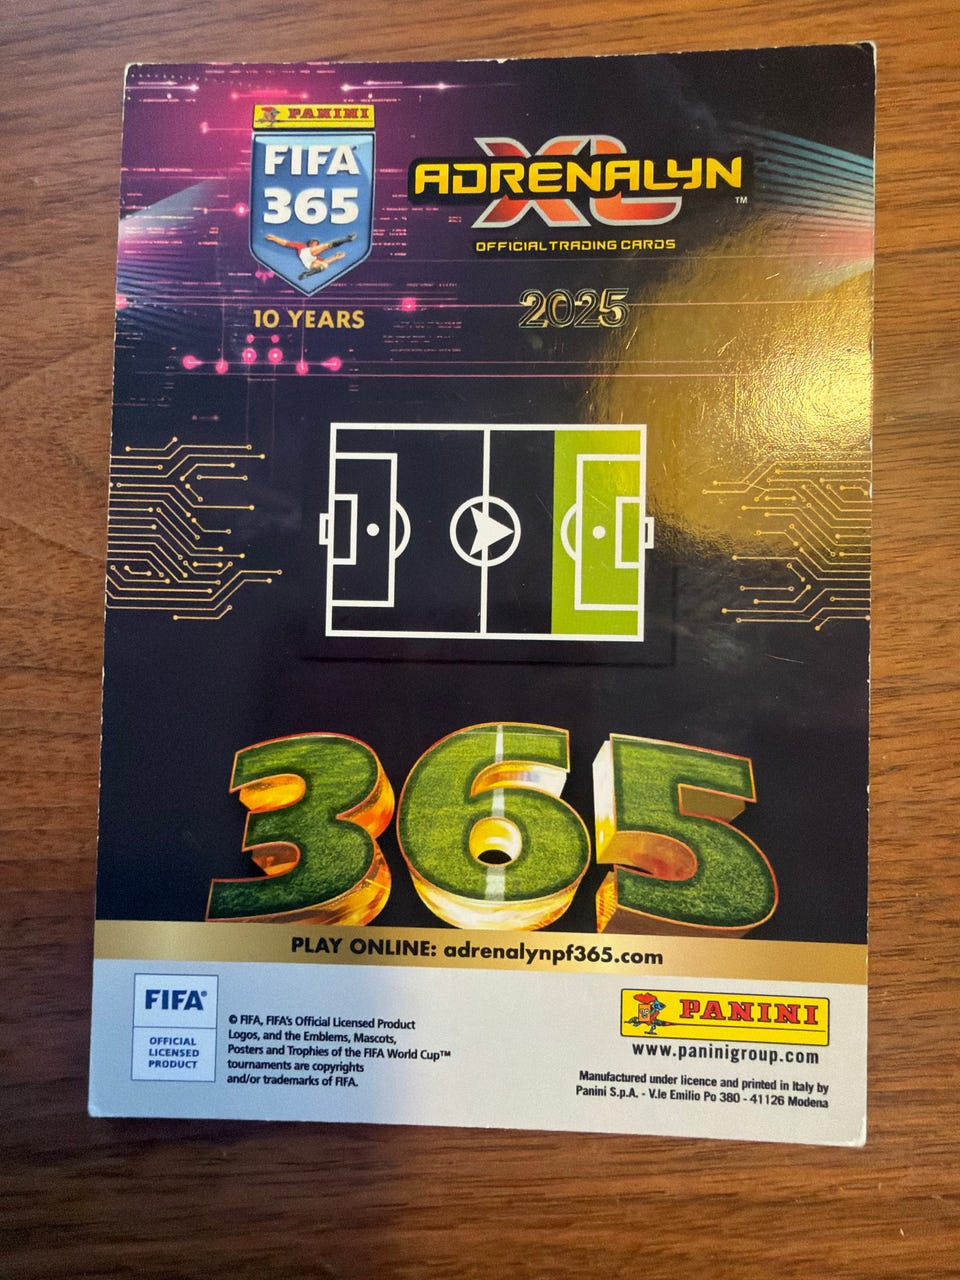 PANINI
FIFA
365
10 YEARS
ADRENALYN
XL
™
OFFICIAL TRADING CARDS
2025
365
PLAY ONLINE: adrenalynpf365.com
FIFA®
OFFICIAL
LICENSED
PRODUCT
© FIFA, FIFA's Official Licensed Product
Logos, and the Emblems, Mascots,
Posters and Trophies of the FIFA World Cup™
tournaments are copyrights
and/or trademarks of FIFA.
PANINI
www.paninigroup.com
Manufactured under licence and printed in Italy by
Panini S.p.A. - V.le Emilio Po 380 - 41126 Modena